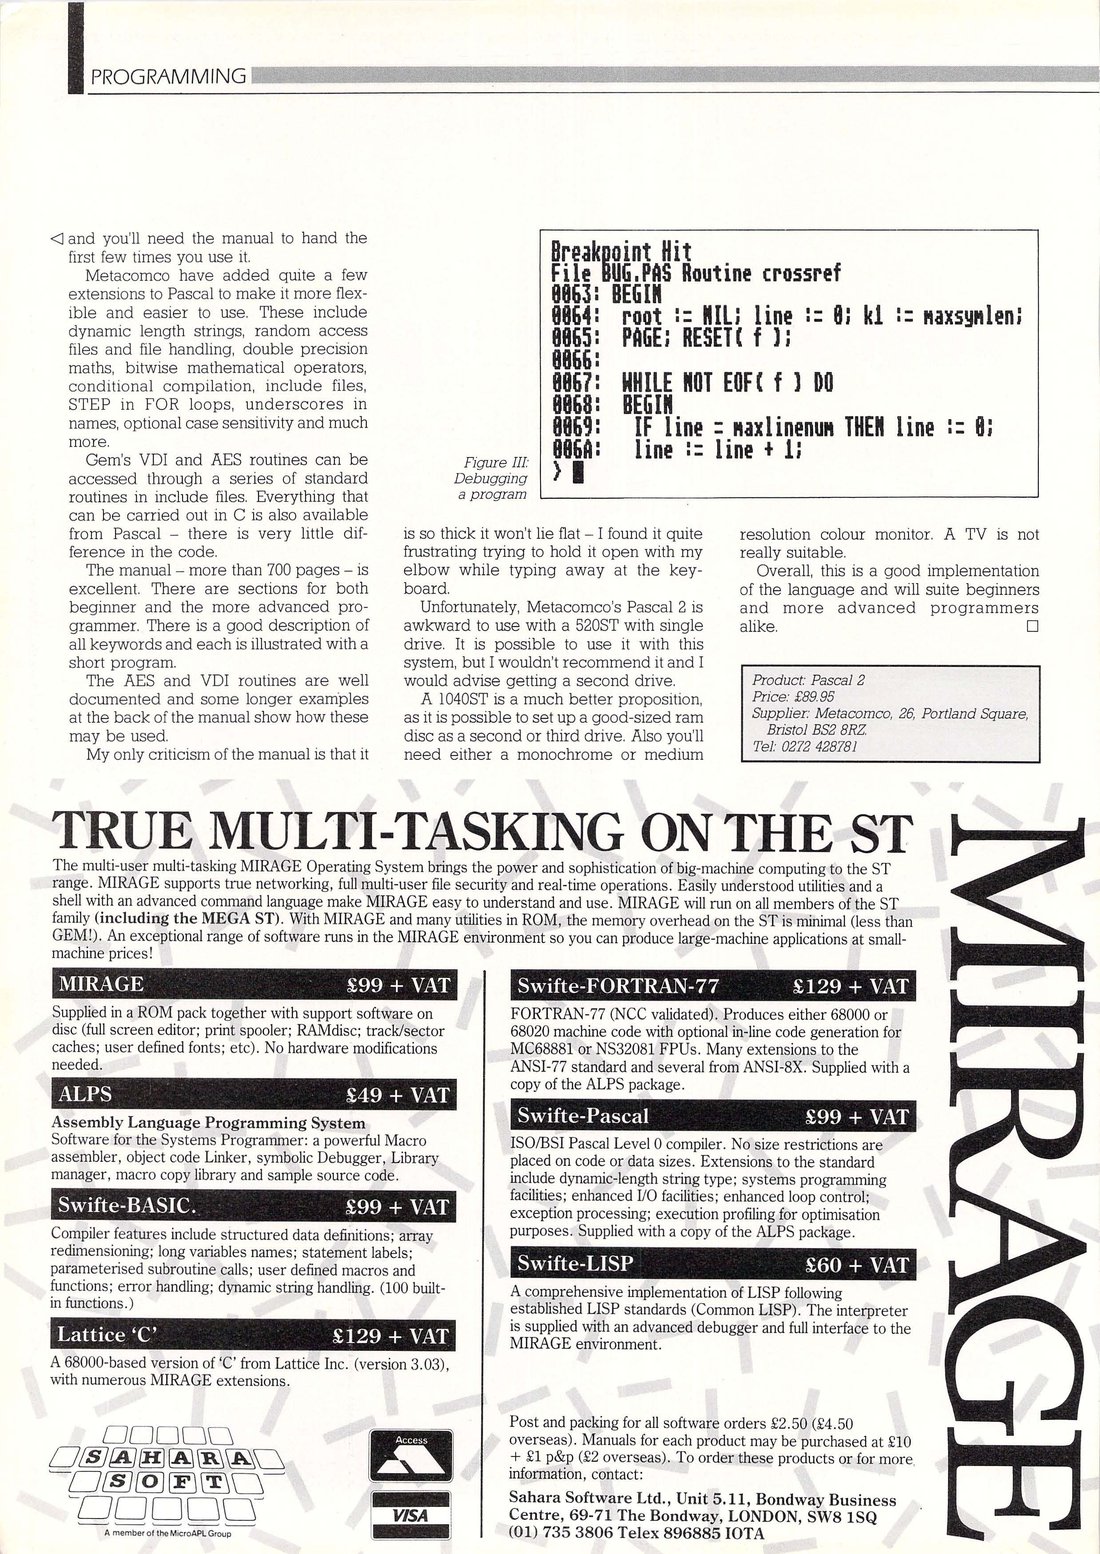 PROGRAMMING
◁ and you'll need the manual to hand the
first few times you use it.
Metacomco have added quite a few
extensions to Pascal to make it more flex-
ible and easier to use. These include
dynamic length strings, random access
files and file handling, double precision
maths, bitwise mathematical operators,
conditional compilation, include files,
STEP in FOR loops, underscores in
names, optional case sensitivity and much
more.
Gem's VDI and AES routines can be
accessed through a series of standard
routines in include files. Everything that
can be carried out in C is also available
from Pascal – there is very little dif-
ference in the code.
The manual – more than 700 pages – is
excellent. There are sections for both
beginner and the more advanced pro-
grammer. There is a good description of
all keywords and each is illustrated with a
short program.
The AES and VDI routines are well
documented and some longer examples
at the back of the manual show how these
may be used.
My only criticism of the manual is that it
Breakpoint Hit
File BUG.PAS Routine crossref
0063: BEGIN
0064: root := NIL; line := 0; k1 := maxsymlen;
0065: PAGE; RESET( f );
0066:
0067: WHILE NOT EOF( f ) DO
0068: BEGIN
0069: IF line = maxlinenum THEN line := 0;
006A: line := line + 1;
>
Figure III:
Debugging
a program
is so thick it won't lie flat – I found it quite
frustrating trying to hold it open with my
elbow while typing away at the key-
board.
Unfortunately, Metacomco's Pascal 2 is
awkward to use with a 520ST with single
drive. It is possible to use it with this
system, but I wouldn't recommend it and I
would advise getting a second drive.
A 1040ST is a much better proposition,
as it is possible to set up a good-sized ram
disc as a second or third drive. Also you'll
need either a monochrome or medium
resolution colour monitor. A TV is not
really suitable.
Overall, this is a good implementation
of the language and will suite beginners
and more advanced programmers
alike. □
Product: Pascal 2
Price: £89.95
Supplier: Metacomco, 26, Portland Square,
Bristol BS2 8RZ.
Tel: 0272 428781
TRUE MULTI-TASKING ON THE ST
The multi-user multi-tasking MIRAGE Operating System brings the power and sophistication of big-machine computing to the ST
range. MIRAGE supports true networking, full multi-user file security and real-time operations. Easily understood utilities and a
shell with an advanced command language make MIRAGE easy to understand and use. MIRAGE will run on all members of the ST
family (including the MEGA ST). With MIRAGE and many utilities in ROM, the memory overhead on the ST is minimal (less than
GEM!). An exceptional range of software runs in the MIRAGE environment so you can produce large-machine applications at small-
machine prices!
MIRAGE £99 + VAT
Supplied in a ROM pack together with support software on
disc (full screen editor; print spooler; RAMdisc; track/sector
caches; user defined fonts; etc). No hardware modifications
needed.
ALPS £49 + VAT
Assembly Language Programming System
Software for the Systems Programmer: a powerful Macro
assembler, object code Linker, symbolic Debugger, Library
manager, macro copy library and sample source code.
Swifte-BASIC. £99 + VAT
Compiler features include structured data definitions; array
redimensioning; long variables names; statement labels;
parameterised subroutine calls; user defined macros and
functions; error handling; dynamic string handling. (100 built-
in functions.)
Lattice 'C' £129 + VAT
A 68000-based version of 'C' from Lattice Inc. (version 3.03),
with numerous MIRAGE extensions.
SAHARA
SOFT
A member of the MicroAPL Group
Access
VISA
Swifte-FORTRAN-77 £129 + VAT
FORTRAN-77 (NCC validated). Produces either 68000 or
68020 machine code with optional in-line code generation for
MC68881 or NS32081 FPUs. Many extensions to the
ANSI-77 standard and several from ANSI-8X. Supplied with a
copy of the ALPS package.
Swifte-Pascal £99 + VAT
ISO/BSI Pascal Level 0 compiler. No size restrictions are
placed on code or data sizes. Extensions to the standard
include dynamic-length string type; systems programming
facilities; enhanced I/O facilities; enhanced loop control;
exception processing; execution profiling for optimisation
purposes. Supplied with a copy of the ALPS package.
Swifte-LISP £60 + VAT
A comprehensive implementation of LISP following
established LISP standards (Common LISP). The interpreter
is supplied with an advanced debugger and full interface to the
MIRAGE environment.
Post and packing for all software orders £2.50 (£4.50
overseas). Manuals for each product may be purchased at £10
+ £1 p&p (£2 overseas). To order these products or for more
information, contact:
Sahara Software Ltd., Unit 5.11, Bondway Business
Centre, 69-71 The Bondway, LONDON, SW8 1SQ
(01) 735 3806 Telex 896885 IOTA
MIRAGE